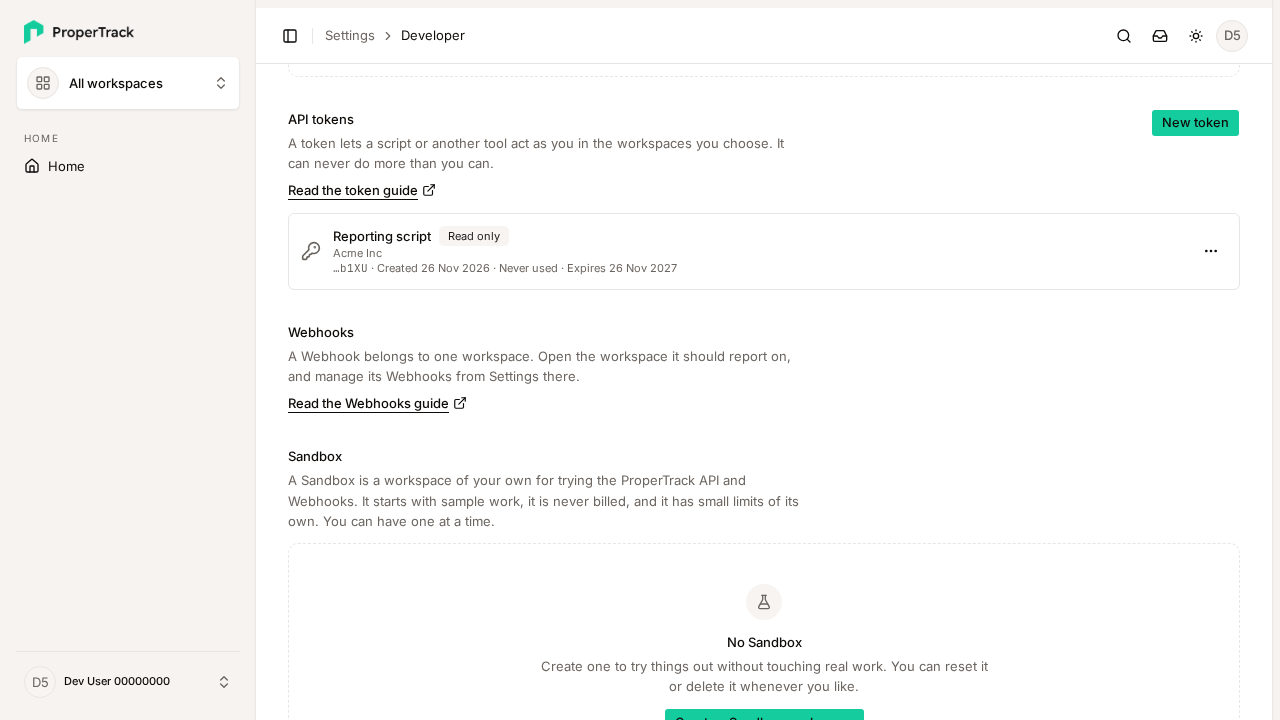 ProperTrack
All workspaces
HOME
Home
D5
Dev User 00000000
Settings
Developer
D5
API tokens
New token
A token lets a script or another tool act as you in the workspaces you choose. It
can never do more than you can.
Read the token guide
Reporting script
Read only
Acme Inc
…b1XU · Created 26 Nov 2026 · Never used · Expires 26 Nov 2027
Webhooks
A Webhook belongs to one workspace. Open the workspace it should report on,
and manage its Webhooks from Settings there.
Read the Webhooks guide
Sandbox
A Sandbox is a workspace of your own for trying the ProperTrack API and
Webhooks. It starts with sample work, it is never billed, and it has small limits of its
own. You can have one at a time.
No Sandbox
Create one to try things out without touching real work. You can reset it
or delete it whenever you like.